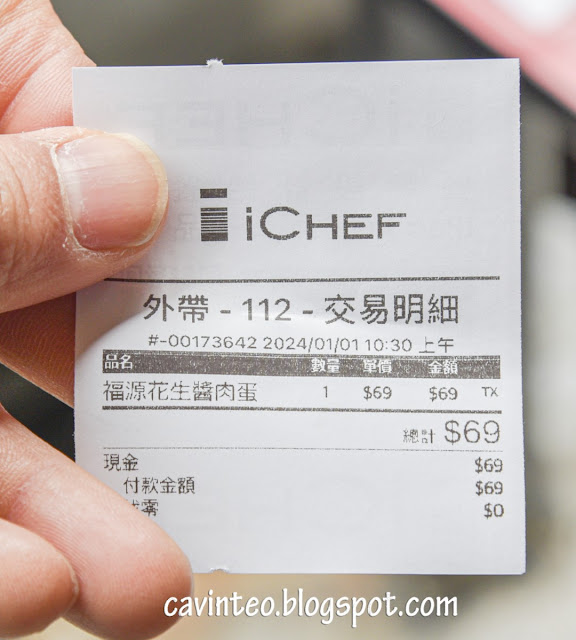 iCHEF
外帶 - 112 - 交易明細
#-00173642 2024/01/01 10:30 上午
品名 數量 單價 金額
福源花生醬肉蛋 1 $69 $69 TX
總計 $69
現金 $69
付款金額 $69
找零 $0
cavinteo.blogspot.com